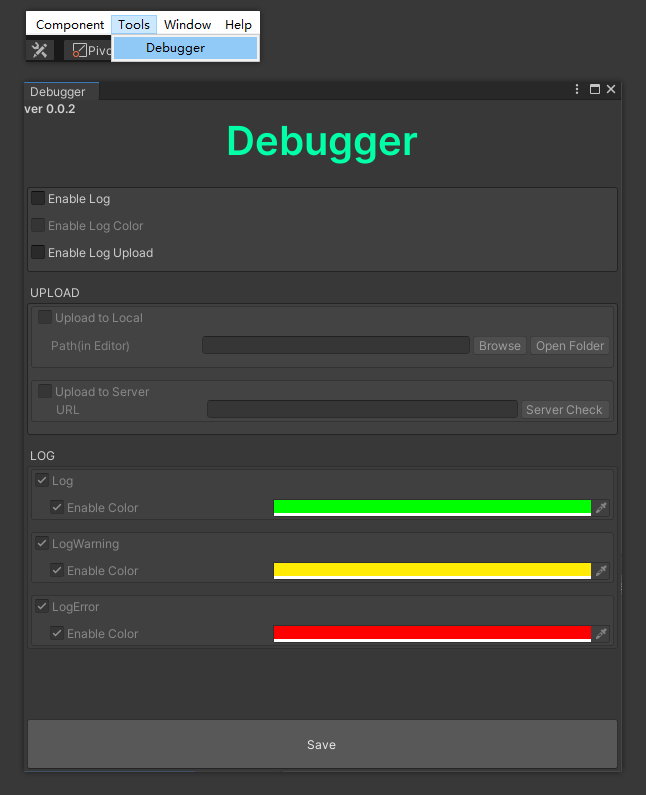 Component Tools Window Help
Pivo
Debugger
Debugger
ver 0.0.2
Debugger
Enable Log
Enable Log Color
Enable Log Upload
UPLOAD
Upload to Local
Path(in Editor) Browse Open Folder
Upload to Server
URL Server Check
LOG
Log
Enable Color
LogWarning
Enable Color
LogError
Enable Color
Save